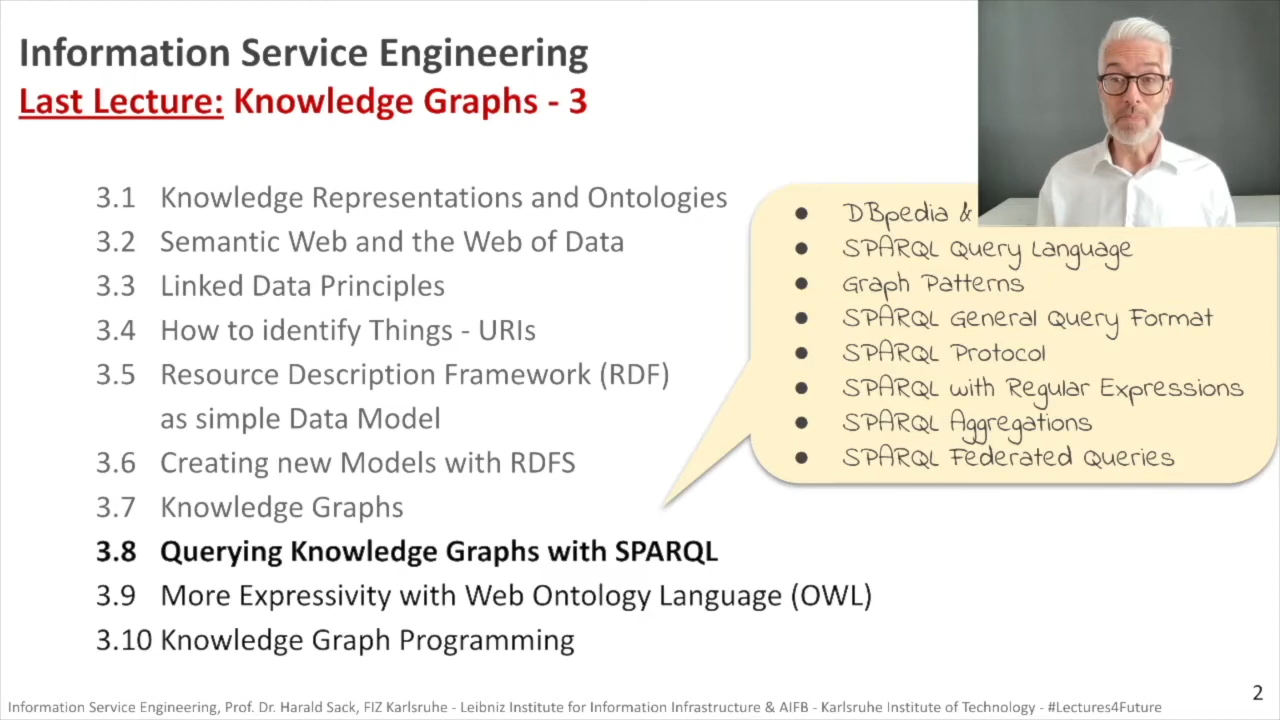 Information Service Engineering
Last Lecture: Knowledge Graphs - 3
3.1 Knowledge Representations and Ontologies
3.2 Semantic Web and the Web of Data
3.3 Linked Data Principles
3.4 How to identify Things - URIs
3.5 Resource Description Framework (RDF)
as simple Data Model
3.6 Creating new Models with RDFS
3.7 Knowledge Graphs
3.8 Querying Knowledge Graphs with SPARQL
3.9 More Expressivity with Web Ontology Language (OWL)
3.10 Knowledge Graph Programming
● DBpedia &
● SPARQL Query Language
● Graph Patterns
● SPARQL General Query Format
● SPARQL Protocol
● SPARQL with Regular Expressions
● SPARQL Aggregations
● SPARQL Federated Queries
Information Service Engineering, Prof. Dr. Harald Sack, FIZ Karlsruhe - Leibniz Institute for Information Infrastructure & AIFB - Karlsruhe Institute of Technology - #Lectures4Future
2